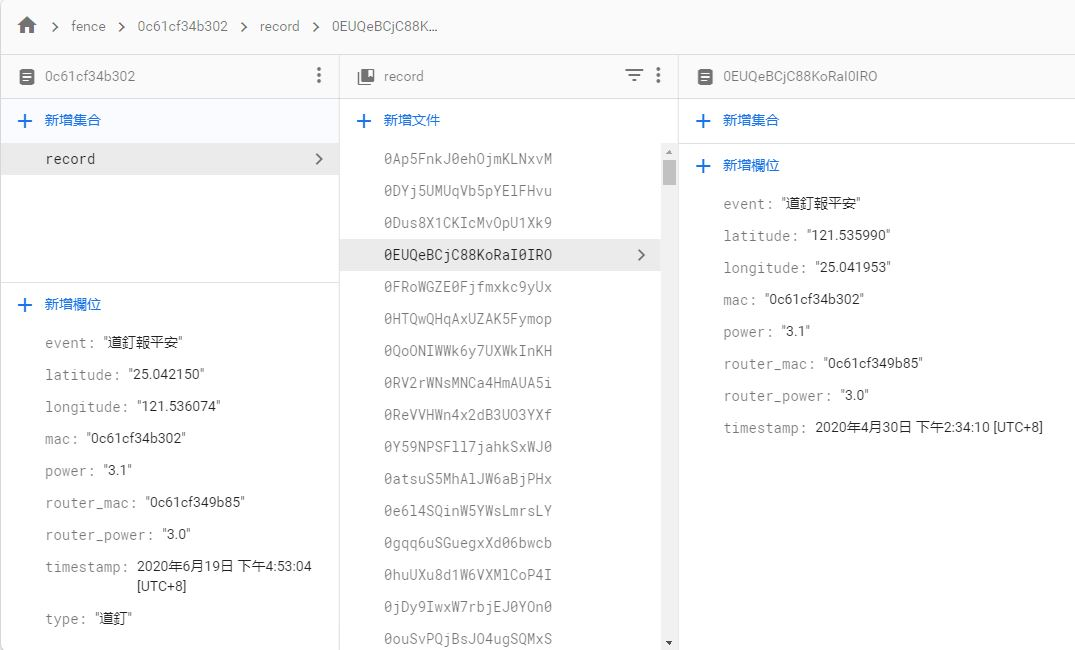 fence 0c61cf34b302 record 0EUQeBCjC88K...
0c61cf34b302
新增集合
record
新增欄位
event: "道釘報平安"
latitude: "25.042150"
longitude: "121.536074"
mac: "0c61cf34b302"
power: "3.1"
router_mac: "0c61cf349b85"
router_power: "3.0"
timestamp: 2020年6月19日 下午4:53:04
[UTC+8]
type: "道釘"
record
新增文件
0Ap5FnkJ0ehOjmKLNxvM
0DYj5UMUqVb5pYElFHvu
0Dus8X1CKIcMvOpU1Xk9
0EUQeBCjC88KoRaI0IRO
0FRoWGZE0Fjfmxkc9yUx
0HTQwQHqAxUZAK5Fymop
0QoONIWWk6y7UXWkInKH
0RV2rWNsMNCa4HmAUA5i
0ReVVHWn4x2dB3UO3YXf
0Y59NPSFll7jahkSxWJ0
0atsuS5MhAlJW6aBjPHx
0e6l4SQinW5YWsLmrsLY
0gqq6uSGuegxXd06bwcb
0huUXu8d1W6VXMlCoP4I
0jDy9IwxW7rbjEJ0YOn0
0ouSvPQjBsJO4ugSQMxS
0EUQeBCjC88KoRaI0IRO
新增集合
新增欄位
event: "道釘報平安"
latitude: "121.535990"
longitude: "25.041953"
mac: "0c61cf34b302"
power: "3.1"
router_mac: "0c61cf349b85"
router_power: "3.0"
timestamp: 2020年4月30日 下午2:34:10 [UTC+8]